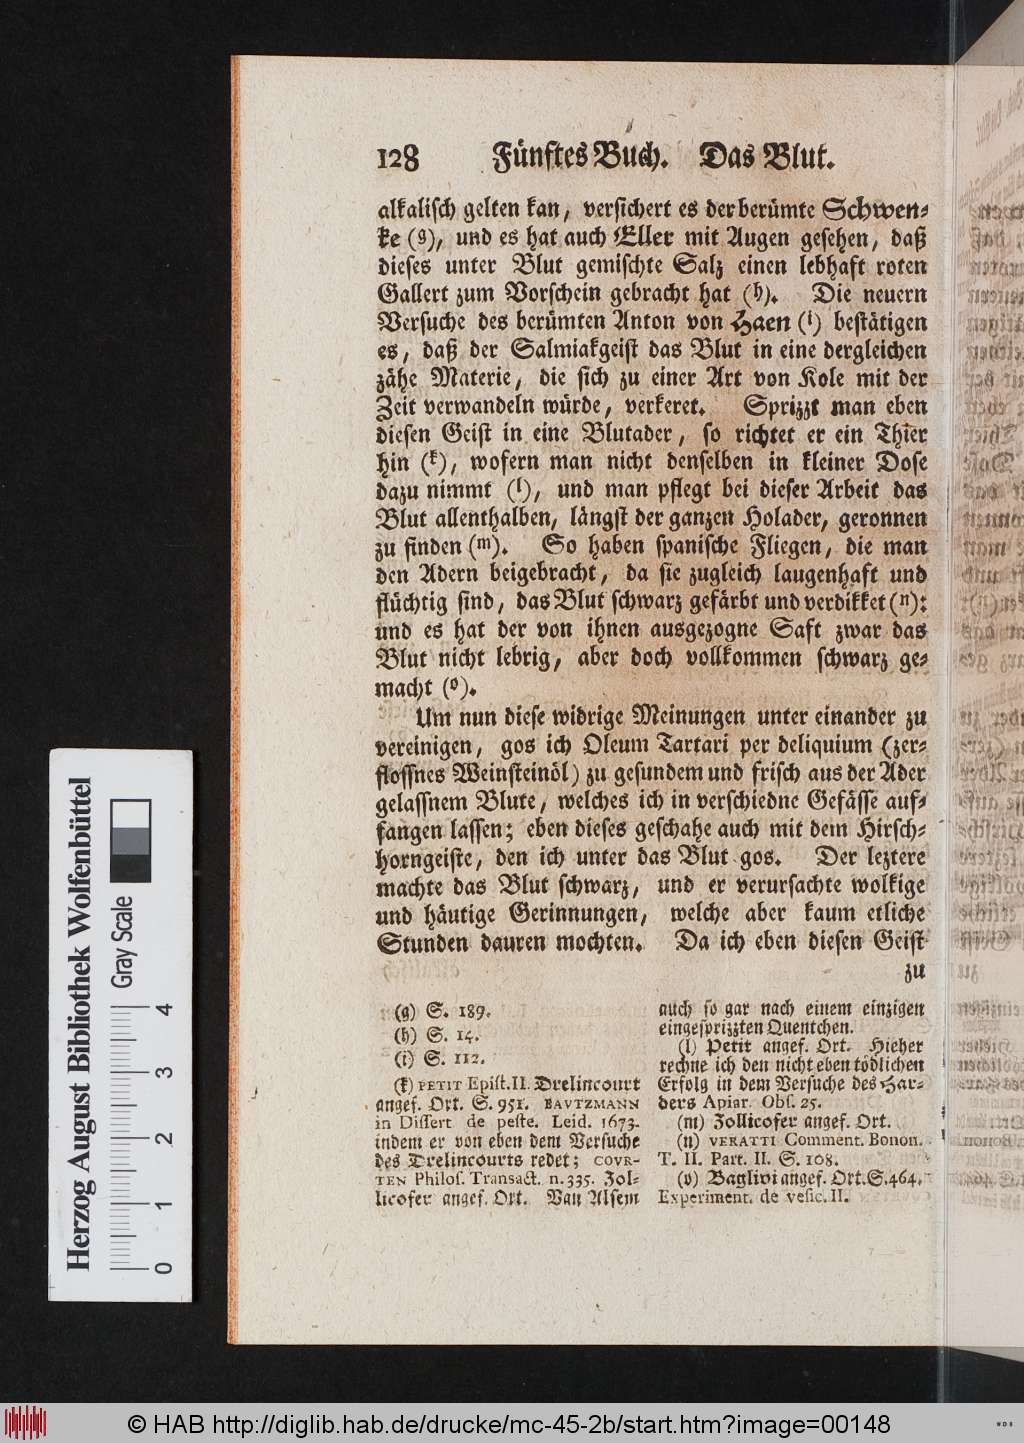 128 Fünftes Buch. Das Blut.
alkalisch gelten kan, versichert es der berümte Schwen-
ke (g), und es hat auch Eller mit Augen gesehen, daß
dieses unter Blut gemischte Salz einen lebhaft roten
Gallert zum Vorschein gebracht hat (h). Die neuern
Versuche des berümten Anton von Haen (i) bestätigen
es, daß der Salmiakgeist das Blut in eine dergleichen
zähe Materie, die sich zu einer Art von Kole mit der
Zeit verwandeln würde, verkeret. Sprizzt man eben
diesen Geist in eine Blutader, so richtet er ein Thier
hin (k), wofern man nicht denselben in kleiner Dose
dazu nimmt (l), und man pflegt bei dieser Arbeit das
Blut allenthalben, längst der ganzen Holader, geronnen
zu finden (m). So haben spanische Fliegen, die man
den Adern beigebracht, da sie zugleich laugenhaft und
flüchtig sind, das Blut schwarz gefärbt und verdikket (n):
und es hat der von ihnen ausgezogne Saft zwar das
Blut nicht lebrig, aber doch vollkommen schwarz ge-
macht (o).
Um nun diese widrige Meinungen unter einander zu
vereinigen, gos ich Oleum Tartari per deliquium (zer-
flossnes Weinsteinöl) zu gesundem und frisch aus der Ader
gelassnem Blute, welches ich in verschiedne Gefässe auf-
fangen lassen; eben dieses geschahe auch mit dem Hirsch-
horngeiste, den ich unter das Blut gos. Der leztere
machte das Blut schwarz, und er verursachte wolkige
und häutige Gerinnungen, welche aber kaum etliche
Stunden dauren mochten. Da ich eben diesen Geist
zu
(g) S. 189.
(h) S. 14.
(i) S. 112.
(k) PETIT Epist. II. Drelincourt
angef. Ort. S. 951. BAVTZMANN
in Dissert de peste. Leid. 1673.
indem er von eben dem Versuche
des Drelincourts redet; COVR-
TEN Philos. Transact. n. 335. Zol-
licofer angef. Ort. Van Alsem
auch so gar nach einem einzigen
eingesprizzten Quentchen.
(l) Petit angef. Ort. Hieher
rechne ich den nicht eben tödlichen
Erfolg in dem Versuche des Har-
ders Apiar. Obs. 25.
(m) Zollicofer angef. Ort.
(n) VERATTI Comment. Bonon.
T. II. Part. II. S. 108.
(o) Baglivi angef. Ort. S. 464.
Experiment. de vesic. II.
Herzog August Bibliothek Wolfenbüttel
Gray Scale
0 1 2 3 4
© HAB http://diglib.hab.de/drucke/mc-45-2b/start.htm?image=00148